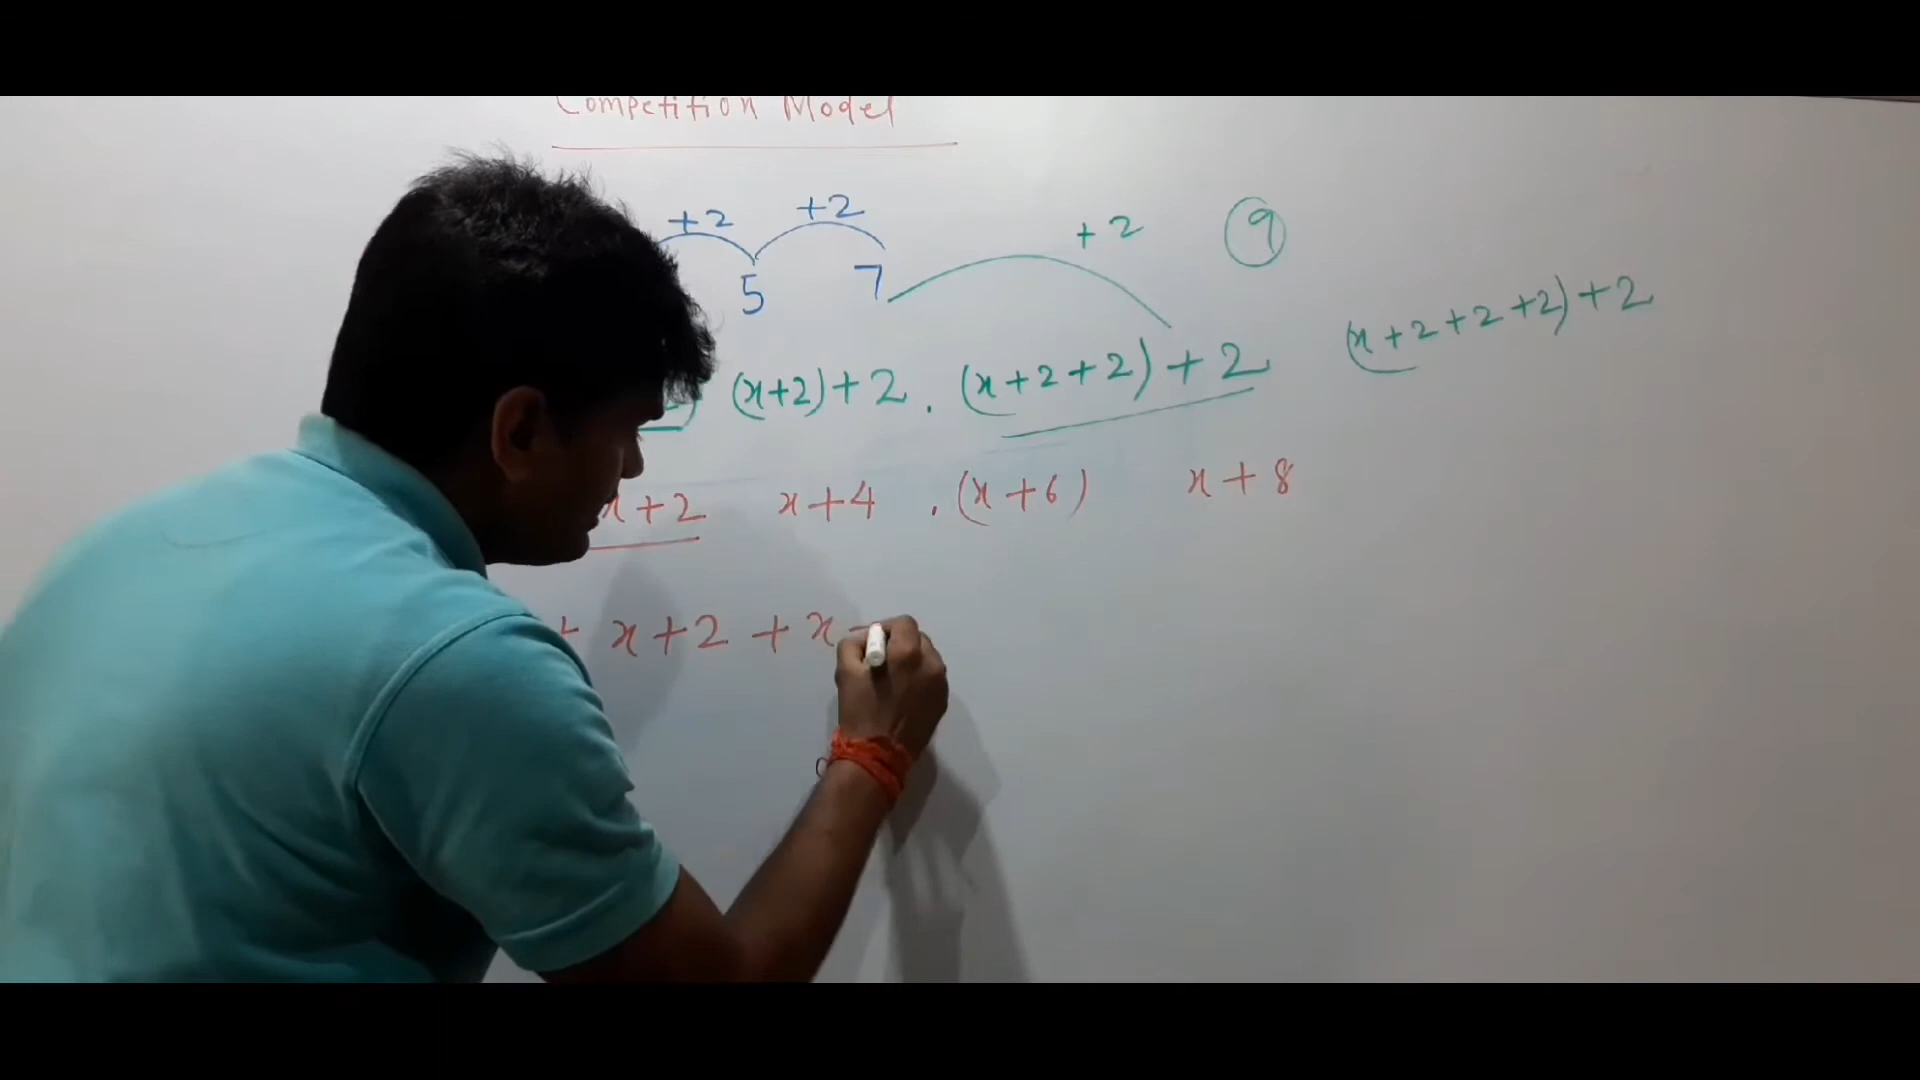 Competition Model
+2 +2 +2 9
5 7
(x+2)+2 . (x+2+2)+2 (x+2+2+2)+2
x+2 x+4 . (x+6) x+8
+ x+2 + x